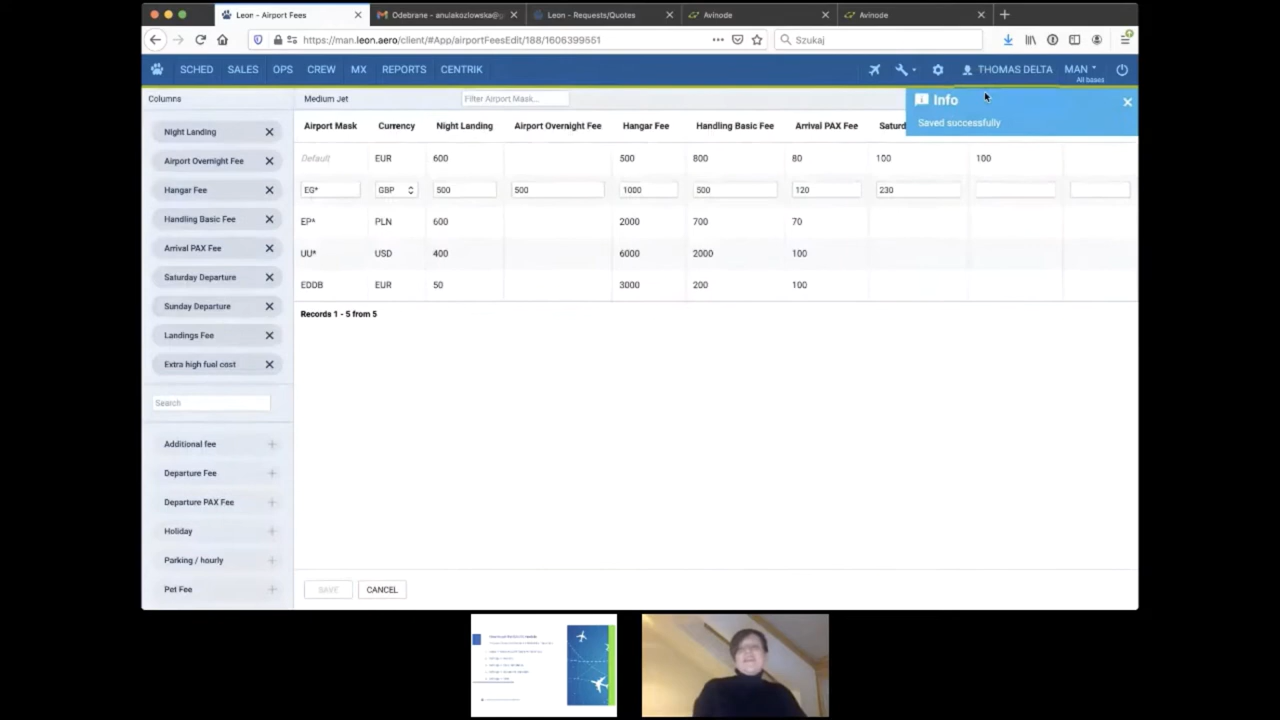 Leon - Airport Fees
Odebrane - anulakozlowska@
Leon - Requests/Quotes
Avinode
Avinode
https://man.leon.aero/client/#App/airportFeesEdit/188/1606399551
Szukaj
SCHED SALES OPS CREW MX REPORTS CENTRIK
THOMAS DELTA
MAN
All bases
Columns
Medium Jet
Filter Airport Mask...
Info
Saved successfully
Night Landing
Airport Overnight Fee
Hangar Fee
Handling Basic Fee
Arrival PAX Fee
Saturday Departure
Sunday Departure
Landings Fee
Extra high fuel cost
Search
Additional fee
Departure Fee
Departure PAX Fee
Holiday
Parking / hourly
Pet Fee
Airport Mask Currency Night Landing Airport Overnight Fee Hangar Fee Handling Basic Fee Arrival PAX Fee Saturd
Default EUR 600 500 800 80 100 100
EG* GBP 500 500 1000 500 120 230
EP* PLN 600 2000 700 70
UU* USD 400 6000 2000 100
EDDB EUR 50 3000 200 100
Records 1 - 5 from 5
SAVE
CANCEL